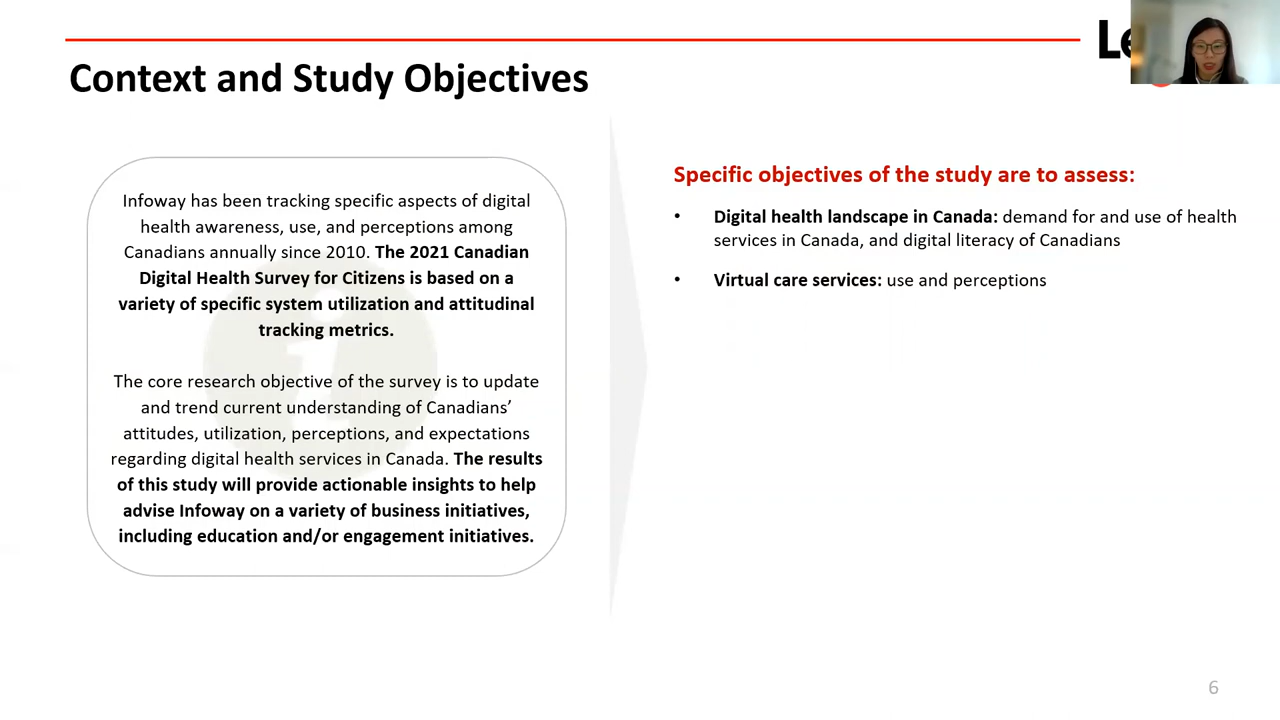 Context and Study Objectives
Infoway has been tracking specific aspects of digital
health awareness, use, and perceptions among
Canadians annually since 2010. The 2021 Canadian
Digital Health Survey for Citizens is based on a
variety of specific system utilization and attitudinal
tracking metrics.
The core research objective of the survey is to update
and trend current understanding of Canadians’
attitudes, utilization, perceptions, and expectations
regarding digital health services in Canada. The results
of this study will provide actionable insights to help
advise Infoway on a variety of business initiatives,
including education and/or engagement initiatives.
Specific objectives of the study are to assess:
• Digital health landscape in Canada: demand for and use of health
services in Canada, and digital literacy of Canadians
• Virtual care services: use and perceptions
6